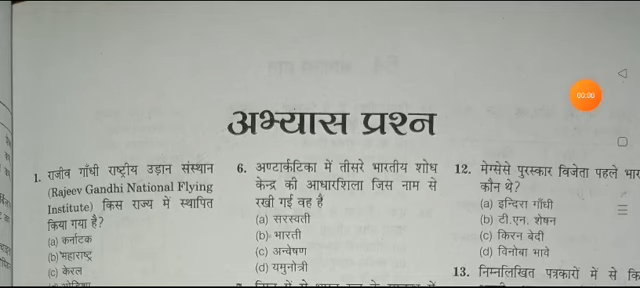 अभ्यास प्रश्न
00:00
1. राजीव गाँधी राष्ट्रीय उड़ान संस्थान
(Rajeev Gandhi National Flying
Institute) किस राज्य में स्थापित
किया गया है?
(a) कर्नाटक
(b) महाराष्ट्र
(c) केरल
6. अण्टार्कटिका में तीसरे भारतीय शोध
केन्द्र की आधारशिला जिस नाम से
रखी गई वह है
(a) सरस्वती
(b) भारती
(c) अन्वेषण
(d) यमुनोत्री
12. मेग्सेसे पुरस्कार विजेता पहले भार
कौन थे?
(a) इन्दिरा गाँधी
(b) टी.एन. शेषन
(c) किरन बेदी
(d) विनोबा भावे
13. निम्नलिखित पत्रकारों में से कि